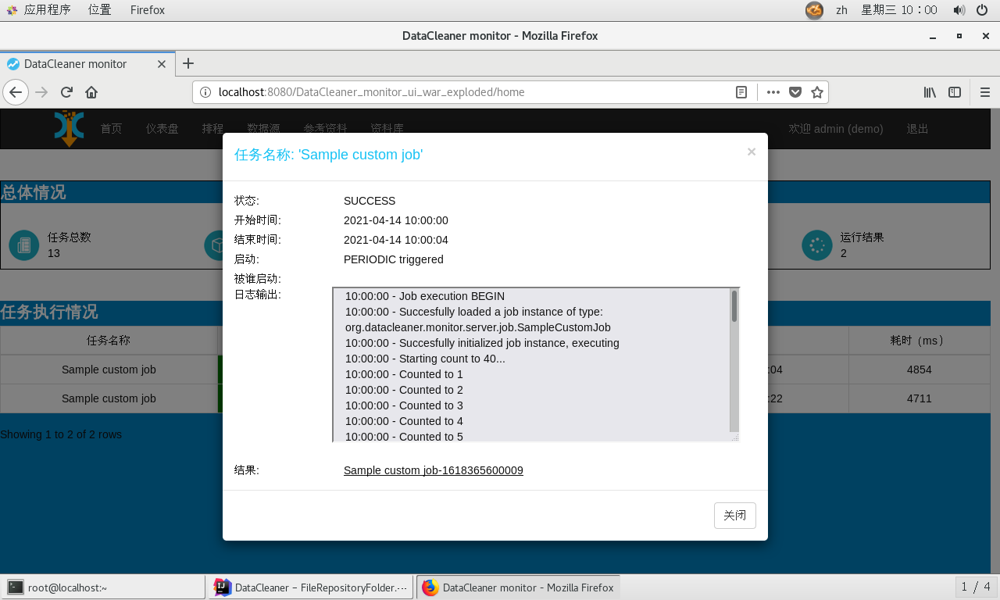 应用程序 位置 Firefox zh 星期三 10：00
DataCleaner monitor - Mozilla Firefox
DataCleaner monitor
localhost:8080/DataCleaner_monitor_ui_war_exploded/home
首页 仪表盘 排程 数据源 参考资料 资料库 欢迎 admin (demo) 退出
任务名称: 'Sample custom job' ×
总体情况
状态: SUCCESS
开始时间: 2021-04-14 10:00:00
任务总数 运行结果
结束时间: 2021-04-14 10:00:04
13 2
启动: PERIODIC triggered
被谁启动:
日志输出: 10:00:00 - Job execution BEGIN
10:00:00 - Succesfully loaded a job instance of type:
org.datacleaner.monitor.server.job.SampleCustomJob
10:00:00 - Succesfully initialized job instance, executing
10:00:00 - Starting count to 40...
10:00:00 - Counted to 1
10:00:00 - Counted to 2
10:00:00 - Counted to 3
10:00:00 - Counted to 4
10:00:00 - Counted to 5
任务执行情况
任务名称 耗时（ms）
Sample custom job :04 4854
Sample custom job :22 4711
Showing 1 to 2 of 2 rows
结果: Sample custom job-1618365600009
关闭
root@localhost:~ DataCleaner – FileRepositoryFolder.··· DataCleaner monitor - Mozilla Firefox 1 / 4